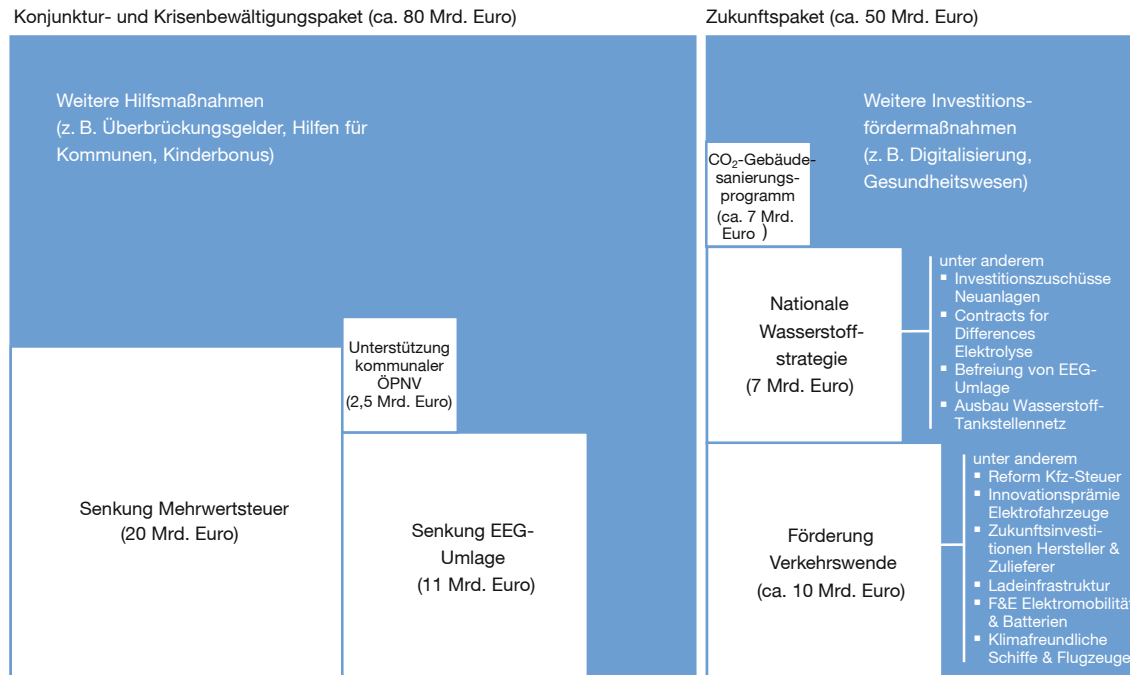 Konjunktur- und Krisenbewältigungspaket (ca. 80 Mrd. Euro)
Weitere Hilfsmaßnahmen
(z. B. Überbrückungsgelder, Hilfen für
Kommunen, Kinderbonus)
Unterstützung
kommunaler
ÖPNV
(2,5 Mrd. Euro)
Senkung Mehrwertsteuer
(20 Mrd. Euro)
Senkung EEG-
Umlage
(11 Mrd. Euro)
Zukunftspaket (ca. 50 Mrd. Euro)
Weitere Investitions-
fördermaßnahmen
(z. B. Digitalisierung,
Gesundheitswesen)
CO₂-Gebäude-
sanierungs-
programm
(ca. 7 Mrd.
Euro )
Nationale
Wasserstoff-
strategie
(7 Mrd. Euro)
unter anderem
▪ Investitionszuschüsse
Neuanlagen
▪ Contracts for
Differences
Elektrolyse
▪ Befreiung von EEG-
Umlage
▪ Ausbau Wasserstoff-
Tankstellennetz
Förderung
Verkehrswende
(ca. 10 Mrd. Euro)
unter anderem
▪ Reform Kfz-Steuer
▪ Innovationsprämie
Elektrofahrzeuge
▪ Zukunftsinvesti-
tionen Hersteller &
Zulieferer
▪ Ladeinfrastruktur
▪ F&E Elektromobilität
& Batterien
▪ Klimafreundliche
Schiffe & Flugzeuge